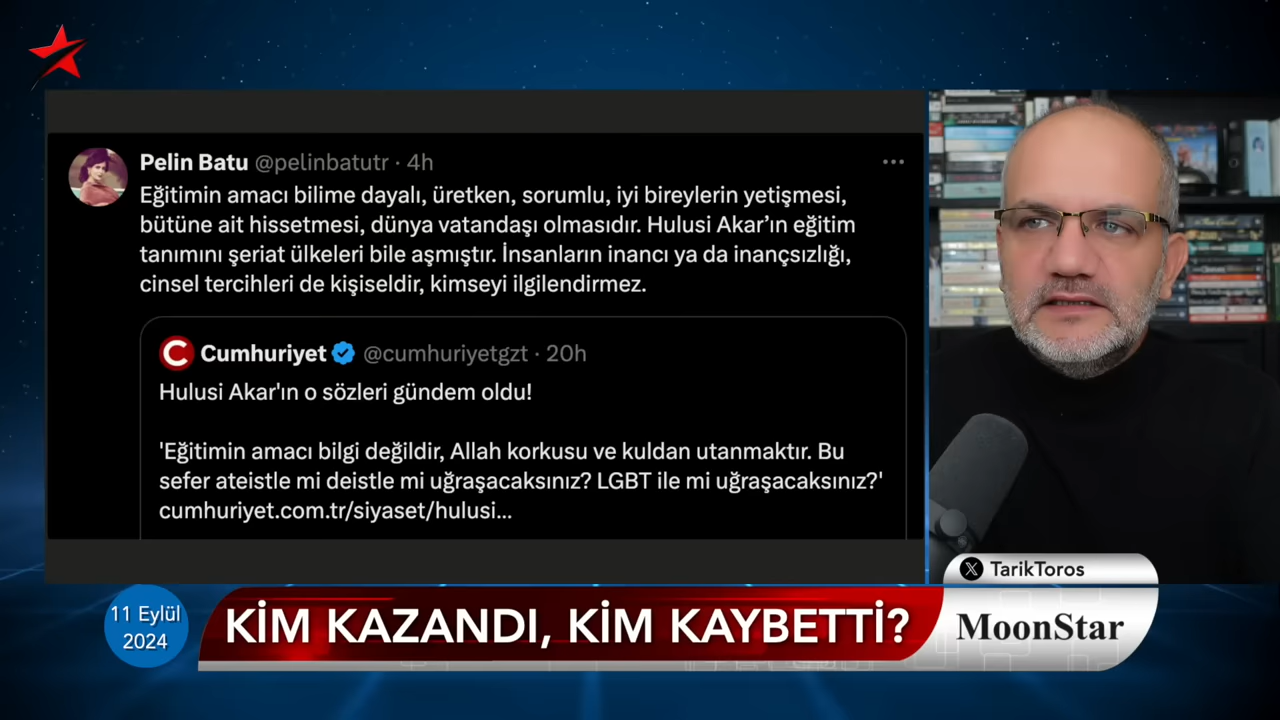 Pelin Batu @pelinbatutr · 4h
Eğitimin amacı bilime dayalı, üretken, sorumlu, iyi bireylerin yetişmesi,
bütüne ait hissetmesi, dünya vatandaşı olmasıdır. Hulusi Akar’ın eğitim
tanımını şeriat ülkeleri bile aşmıştır. İnsanların inancı ya da inançsızlığı,
cinsel tercihleri de kişiseldir, kimseyi ilgilendirmez.
Cumhuriyet @cumhuriyetgzt · 20h
Hulusi Akar'ın o sözleri gündem oldu!
'Eğitimin amacı bilgi değildir, Allah korkusu ve kuldan utanmaktır. Bu
sefer ateistle mi deistle mi uğraşacaksınız? LGBT ile mi uğraşacaksınız?'
cumhuriyet.com.tr/siyaset/hulusi...
X TarikToros
11 Eylül
2024
KİM KAZANDI, KİM KAYBETTİ?
MoonStar